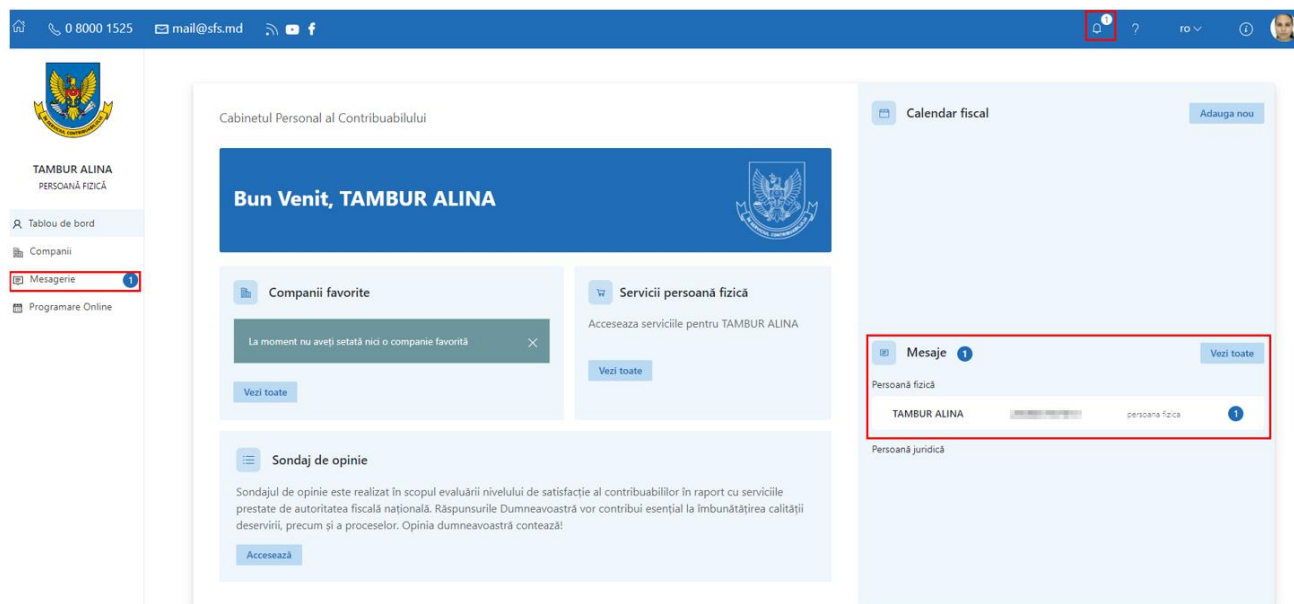 0 8000 1525 mail@sfs.md
1
? ro
Cabinetul Personal al Contribuabilului
Calendar fiscal
Adauga nou
TAMBUR ALINA
PERSOANĂ FIZICĂ
Bun Venit, TAMBUR ALINA
Tablou de bord
Companii
Mesagerie 1
Programare Online
Companii favorite
La moment nu aveți setată nici o companie favorită
Vezi toate
Servicii persoană fizică
Acceseaza serviciile pentru TAMBUR ALINA
Vezi toate
Mesaje 1
Vezi toate
Persoană fizică
TAMBUR ALINA persoana fizica 1
Persoană juridică
Sondaj de opinie
Sondajul de opinie este realizat în scopul evaluării nivelului de satisfacție al contribuabililor în raport cu serviciile
prestate de autoritatea fiscală națională. Răspunsurile Dumneavoastră vor contribui esențial la îmbunătățirea calității
deservirii, precum și a proceselor. Opinia dumneavoastră contează!
Accesează